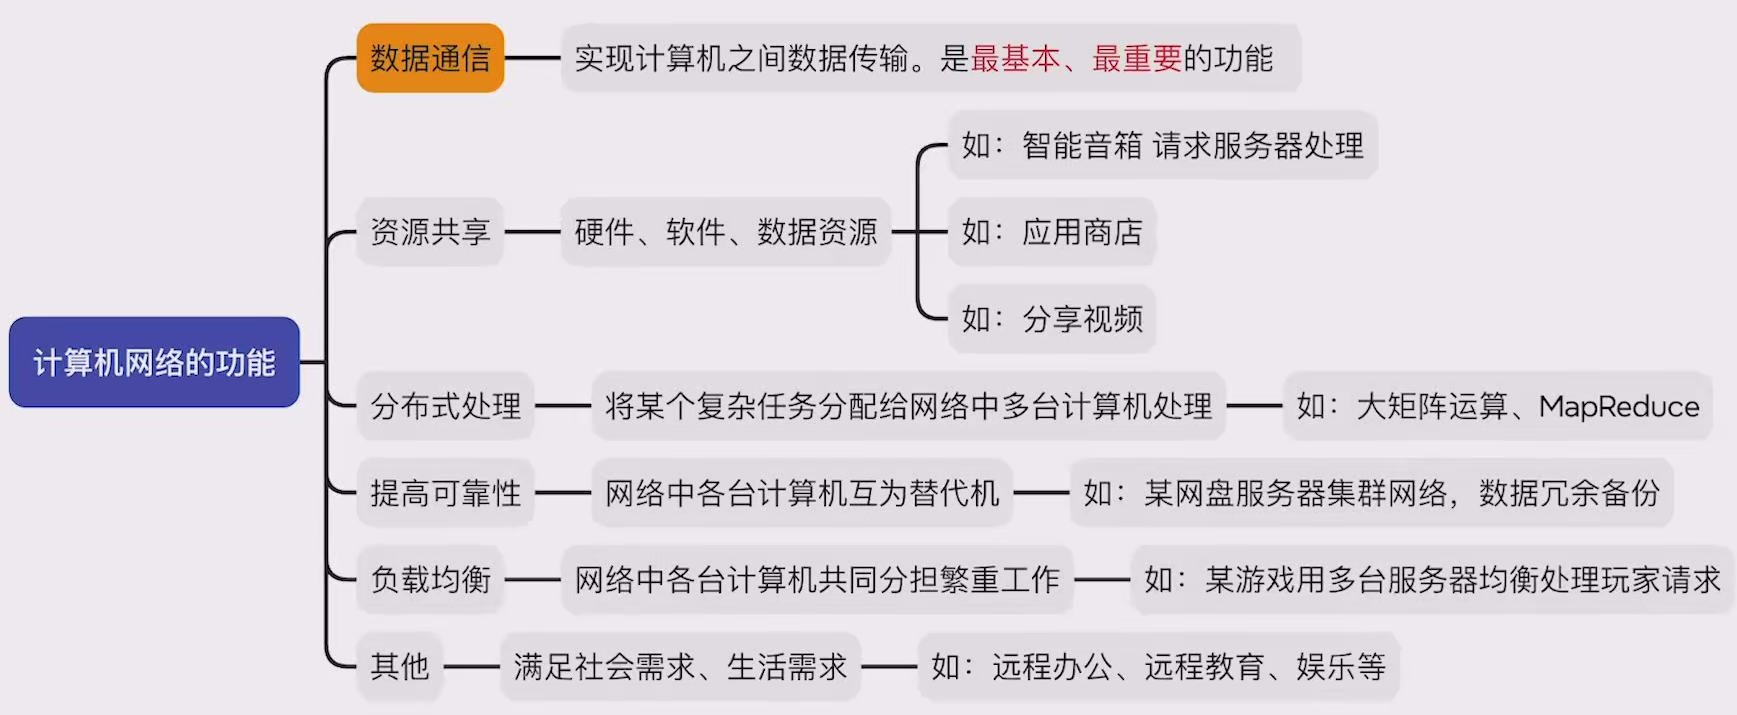 数据通信
实现计算机之间数据传输。是最基本、最重要的功能
如：智能音箱 请求服务器处理
资源共享
硬件、软件、数据资源
如：应用商店
如：分享视频
计算机网络的功能
分布式处理
将某个复杂任务分配给网络中多台计算机处理
如：大矩阵运算、MapReduce
提高可靠性
网络中各台计算机互为替代机
如：某网盘服务器集群网络，数据冗余备份
负载均衡
网络中各台计算机共同分担繁重工作
如：某游戏用多台服务器均衡处理玩家请求
其他
满足社会需求、生活需求
如：远程办公、远程教育、娱乐等